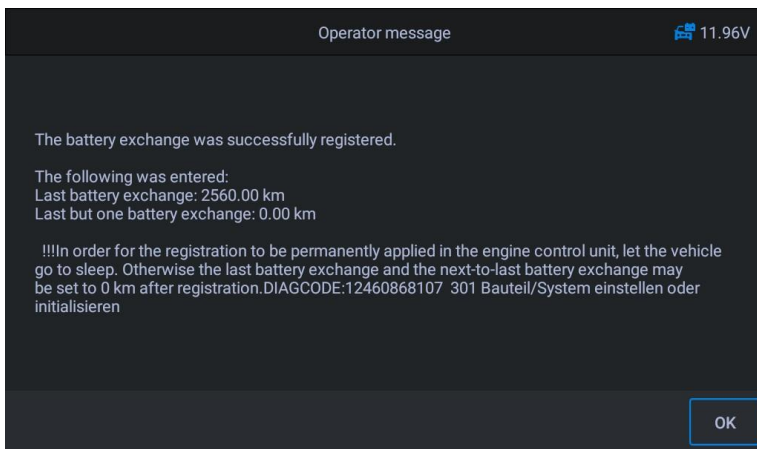 Operator message
11.96V
The battery exchange was successfully registered.
The following was entered:
Last battery exchange: 2560.00 km
Last but one battery exchange: 0.00 km
!!!In order for the registration to be permanently applied in the engine control unit, let the vehicle
go to sleep. Otherwise the last battery exchange and the next-to-last battery exchange may
be set to 0 km after registration.DIAGCODE:12460868107  301 Bauteil/System einstellen oder
initialisieren
OK